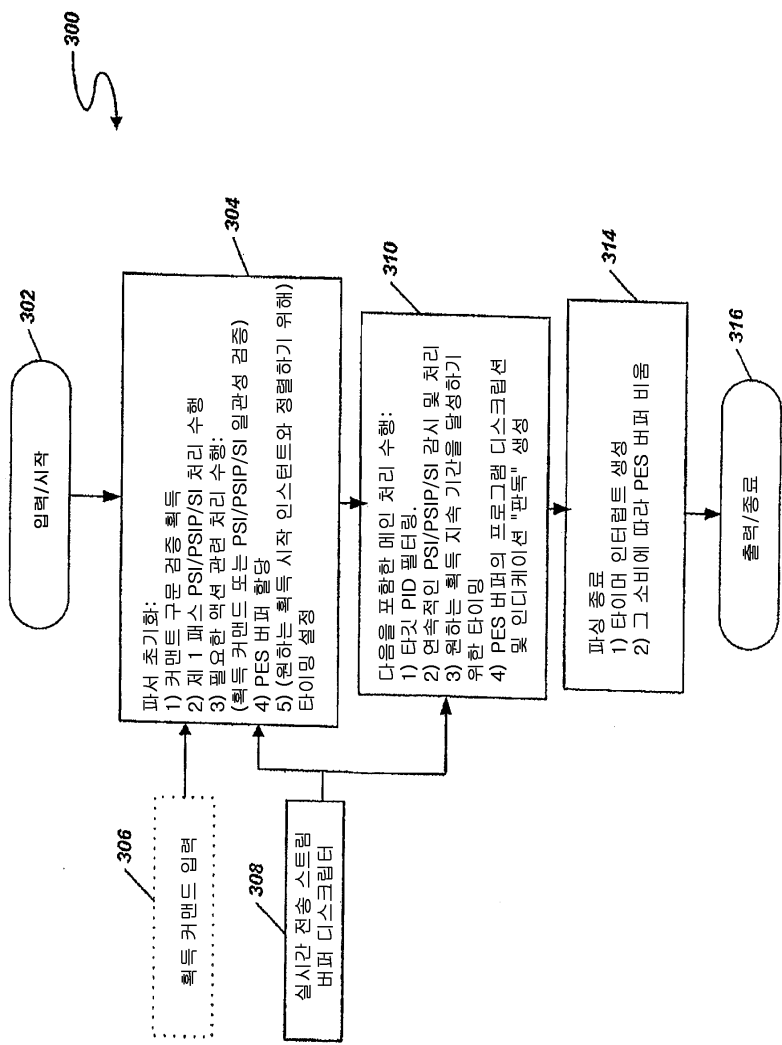 300
302
입력/시작
304
파서 초기화:
1) 커맨트 구문 검증 획득
2) 제 1 패스 PSI/PSIP/SI 처리 수행
3) 필요한 액션 관련 처리 수행:
(획득 커맨드 또는 PSI/PSIP/SI 일관성 검증)
4) PES 버퍼 할당
5) (원하는 획득 시작 인스턴트와 정렬하기 위해)
타이밍 설정
306
획득 커맨드 입력
308
실시간 전송 스트림
버퍼 디스크립터
310
다음을 포함한 메인 처리 수행:
1) 타깃 PID 필터링.
2) 연속적인 PSI/PSIP/SI 감시 및 처리
3) 원하는 획득 지속 기간을 달성하기
위한 타이밍
4) PES 버퍼의 프로그램 디스크립션
및 인디케이션 "판독" 생성
314
파싱 종료
1) 타이머 인터럽트 생성
2) 그 소비에 따라 PES 버퍼 비움
316
출력/종료